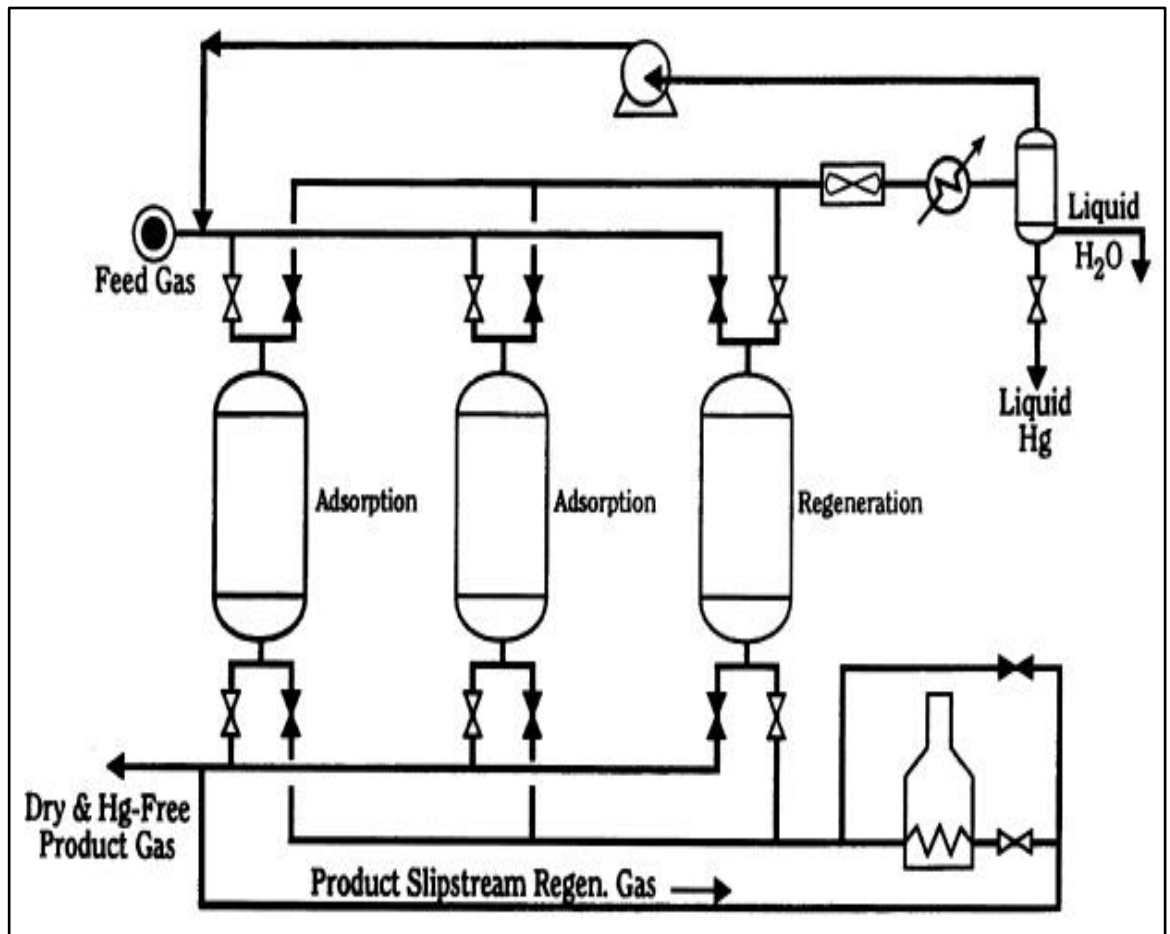 Feed Gas
Liquid
H₂O
Liquid
Hg
Adsorption
Adsorption
Regeneration
Dry & Hg-Free
Product Gas
Product Slipstream Regen. Gas